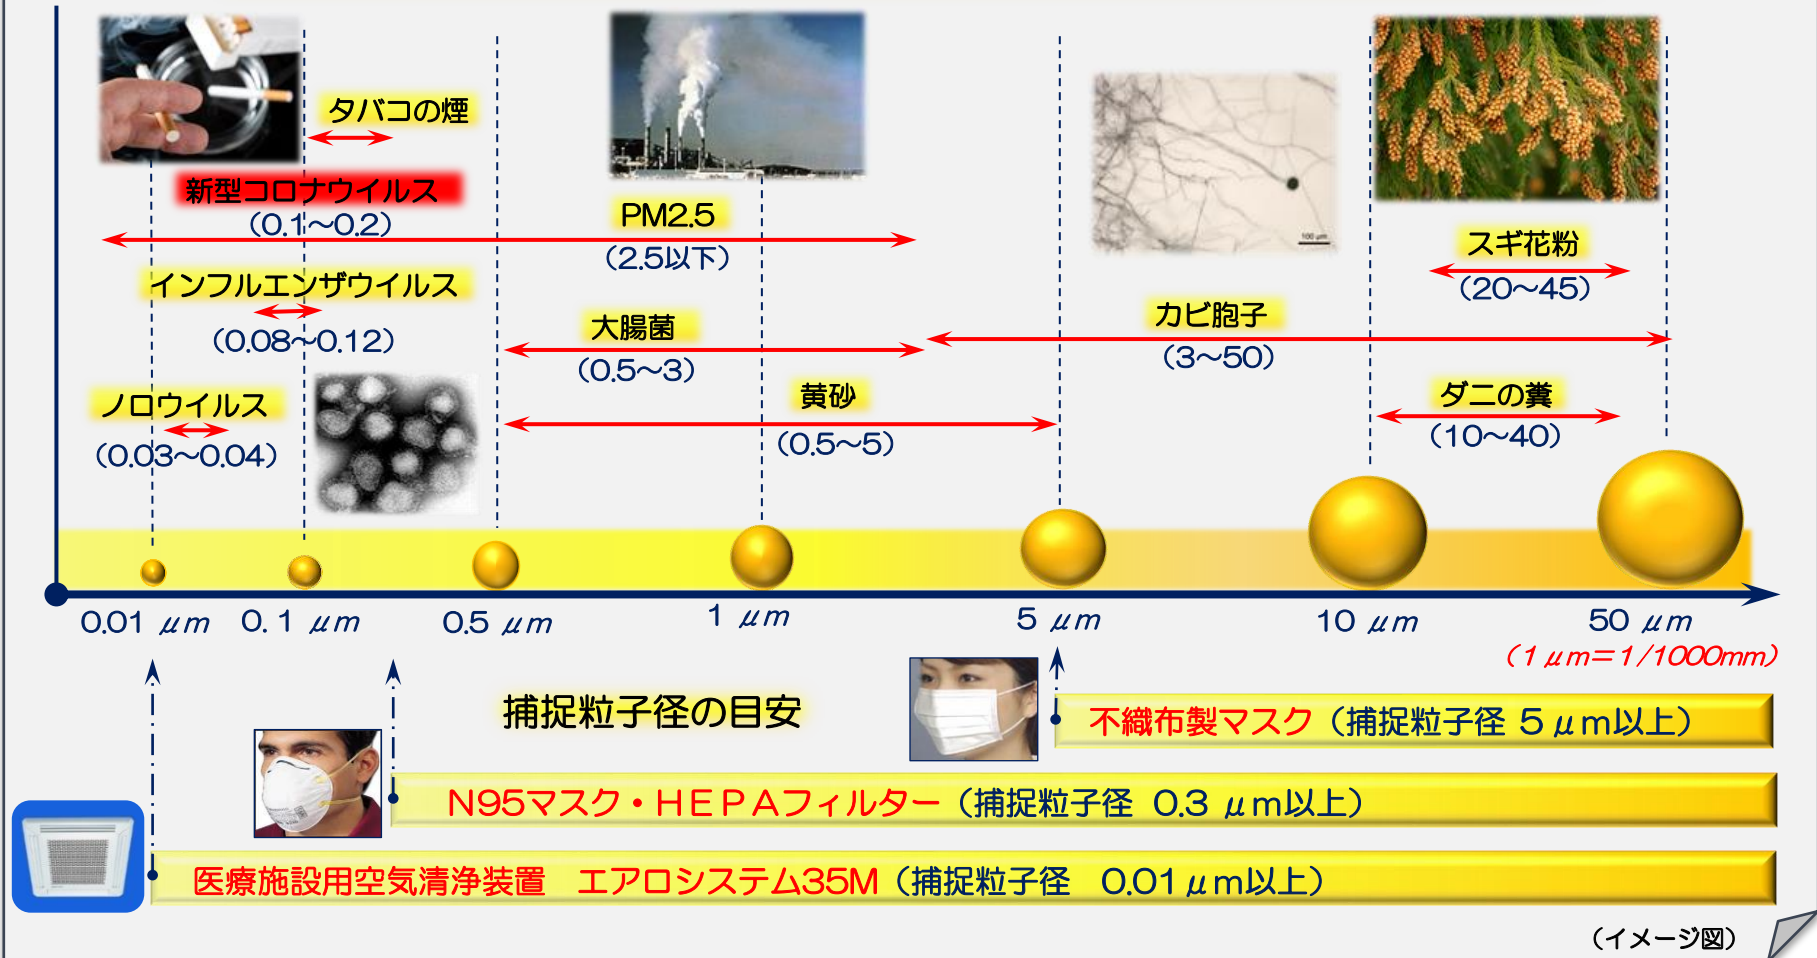 タバコの煙
新型コロナウイルス
（0.1～0.2）
PM2.5
（2.5以下）
スギ花粉
（20～45）
インフルエンザウイルス
（0.08～0.12）
大腸菌
（0.5～3）
カビ胞子
（3～50）
ノロウイルス
（0.03～0.04）
黄砂
（0.5～5）
ダニの糞
（10～40）
100 μm
0.01 μm
0.1 μm
0.5 μm
1 μm
5 μm
10 μm
50 μm
（1μm＝1/1000mm）
捕捉粒子径の目安
不織布製マスク（捕捉粒子径 5μm以上）
N95マスク・ＨＥＰＡフィルター（捕捉粒子径 0.3 μm以上）
医療施設用空気清浄装置　エアロシステム35M（捕捉粒子径　0.01μm以上）
（イメージ図）